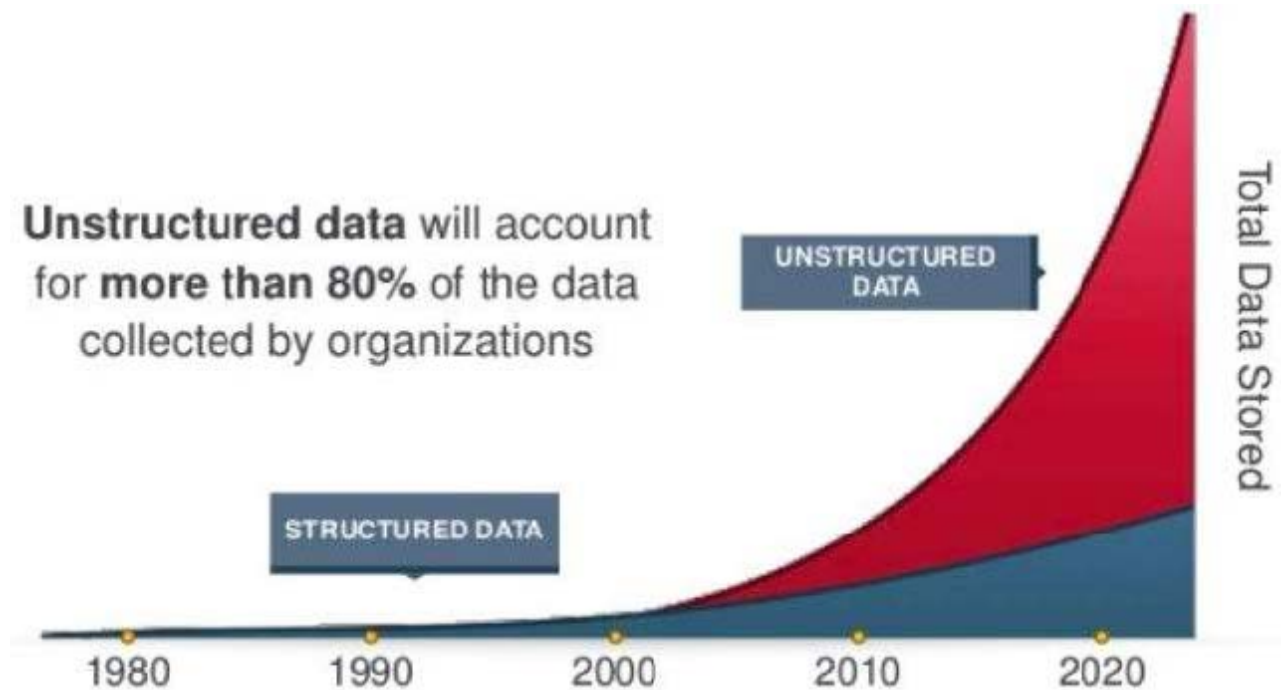 Unstructured data will account
for more than 80% of the data
collected by organizations
UNSTRUCTURED
DATA
STRUCTURED DATA
Total Data Stored
1980 1990 2000 2010 2020